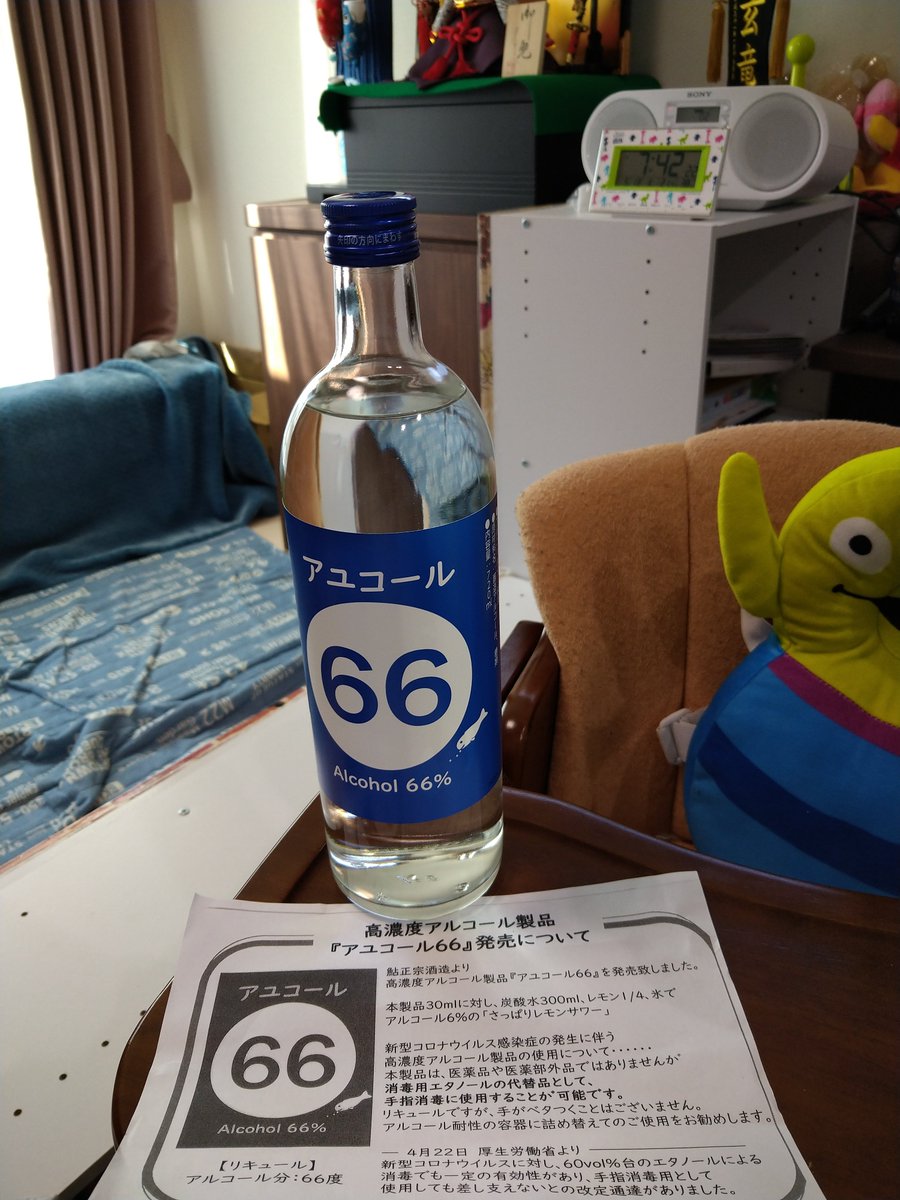 玄竜
SONY
7:42
矢印の方向にまわす
アユコール
66
Alcohol 66%
高濃度アルコール製品
『アユコール66』発売について
アユコール
66
Alcohol 66%
【リキュール】
アルコール分:66度
鮎正宗酒造より
高濃度アルコール製品『アユコール66』を発売致しました。
本製品30mlに対し、炭酸水300ml、レモン1/4、氷で
アルコール6%の「さっぱりレモンサワー」
新型コロナウイルス感染症の発生に伴う
高濃度アルコール製品の使用について・・・・・・
本製品は、医薬品や医薬部外品ではありませんが
消毒用エタノールの代替品として、
手指消毒に使用することが可能です。
リキュールですが、手がベタつくことはございません。
アルコール耐性の容器に詰め替えてのご使用をお勧めします。
― 4月22日 厚生労働省より
新型コロナウイルスに対し、60vol%台のエタノールによる
消毒でも一定の有効性があり、手指消毒用として
使用しても差し支えないとの改定通達がありました。